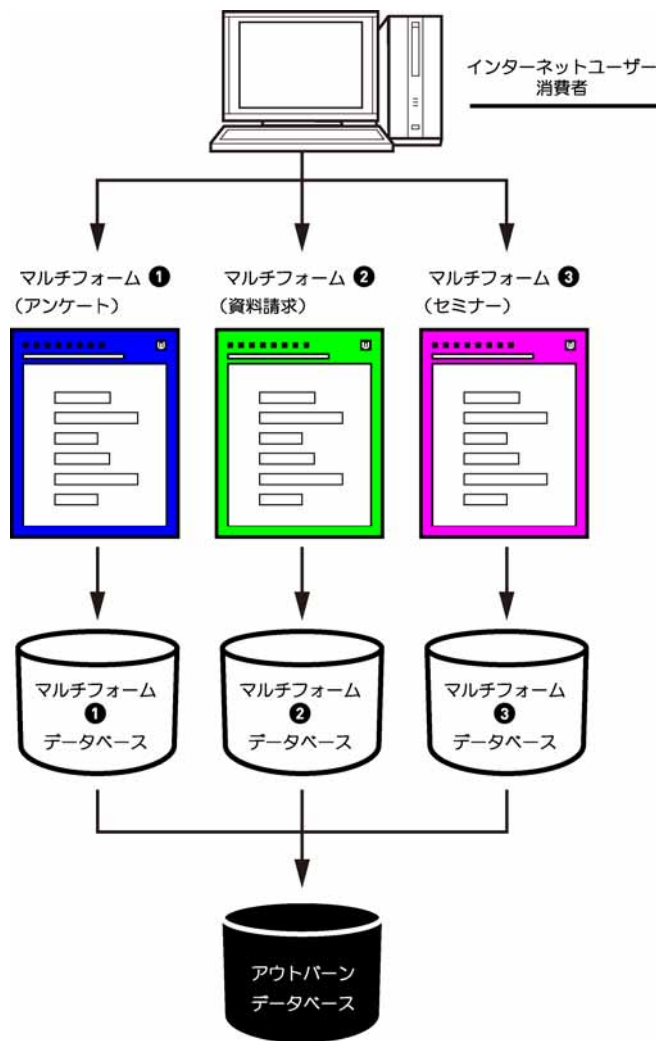 インターネットユーザー
消費者
マルチフォーム ❶
（アンケート）
マルチフォーム ❷
（資料請求）
マルチフォーム ❸
（セミナー）
マルチフォーム
❶
データベース
マルチフォーム
❷
データベース
マルチフォーム
❸
データベース
アウトバーン
データベース